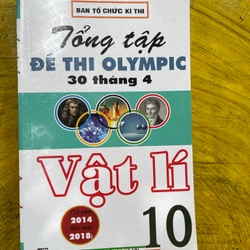 BAN TỔ CHỨC KÌ THI
Tổng tập
ĐỀ THI OLYMPIC
30 tháng 4
Vật lí
2014
2018
10